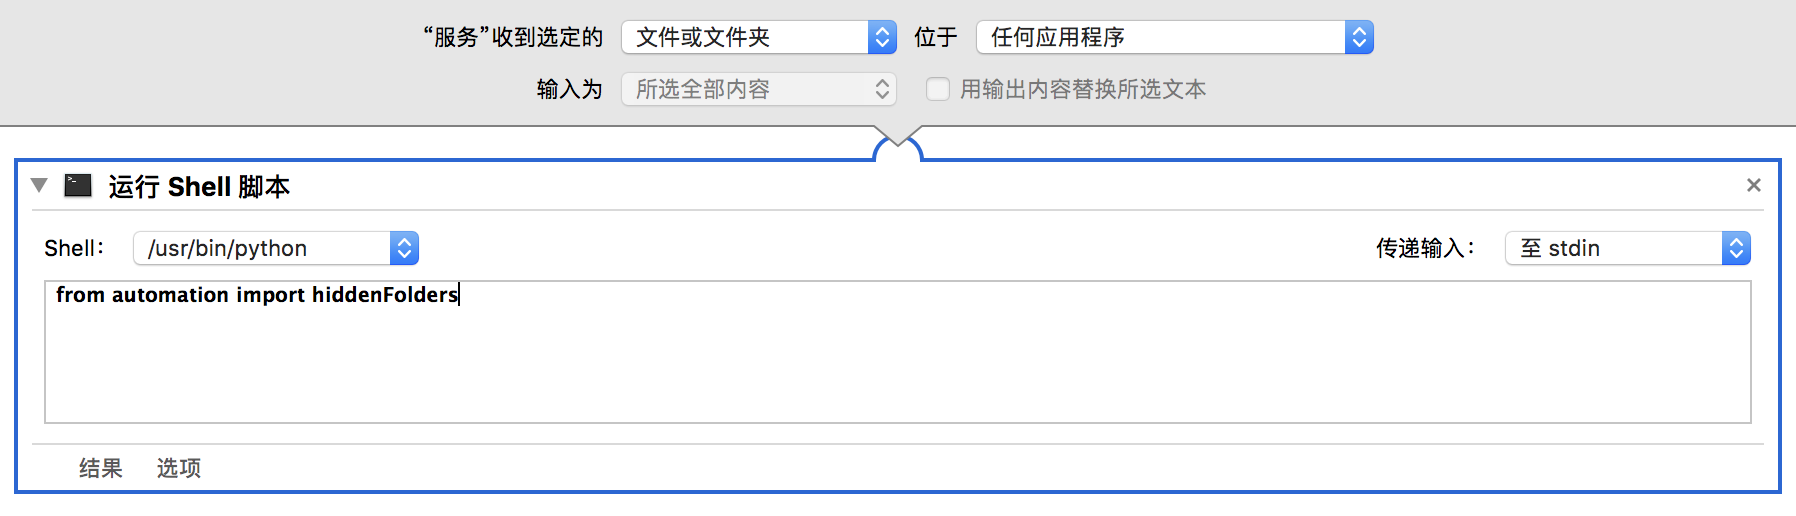 “服务”收到选定的 文件或文件夹 位于 任何应用程序
输入为 所选全部内容 用输出内容替换所选文本
运行 Shell 脚本
Shell： /usr/bin/python 传递输入： 至 stdin
from automation import hiddenFolders
结果 选项